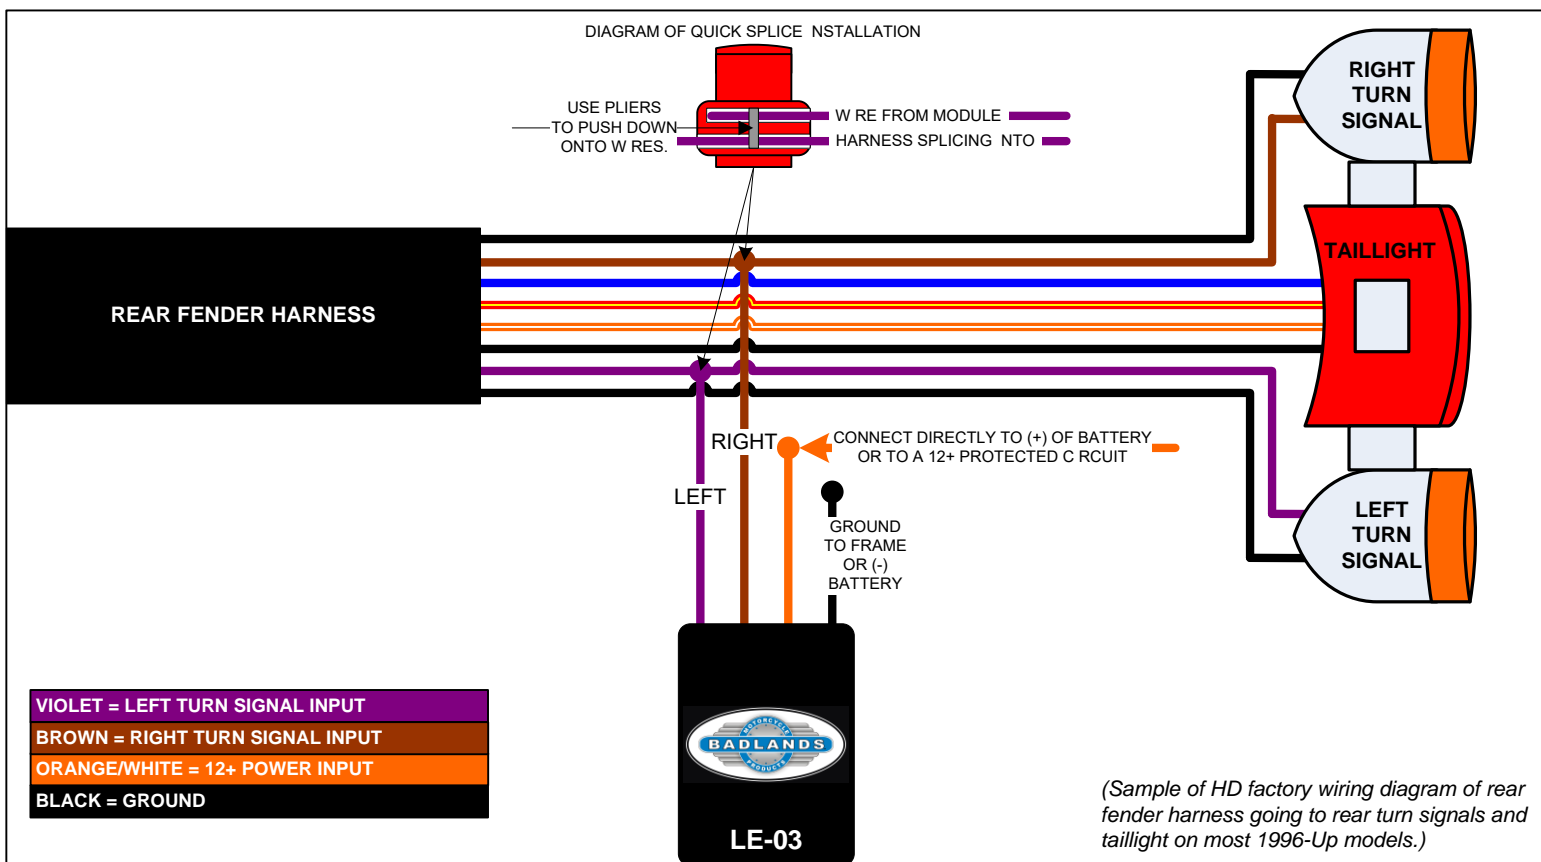 DIAGRAM OF QUICK SPLICE NSTALLATION
USE PLIERS
TO PUSH DOWN
ONTO W RES.
W RE FROM MODULE
HARNESS SPLICING NTO
RIGHT
TURN
SIGNAL
TAILLIGHT
REAR FENDER HARNESS
RIGHT
CONNECT DIRECTLY TO (+) OF BATTERY
OR TO A 12+ PROTECTED C RCUIT
LEFT
GROUND
TO FRAME
OR (-)
BATTERY
LEFT
TURN
SIGNAL
VIOLET = LEFT TURN SIGNAL INPUT
BROWN = RIGHT TURN SIGNAL INPUT
ORANGE/WHITE = 12+ POWER INPUT
BLACK = GROUND
MOTORCYCLE
BADLANDS
PRODUCTS
LE-03
(Sample of HD factory wiring diagram of rear
fender harness going to rear turn signals and
taillight on most 1996-Up models.)